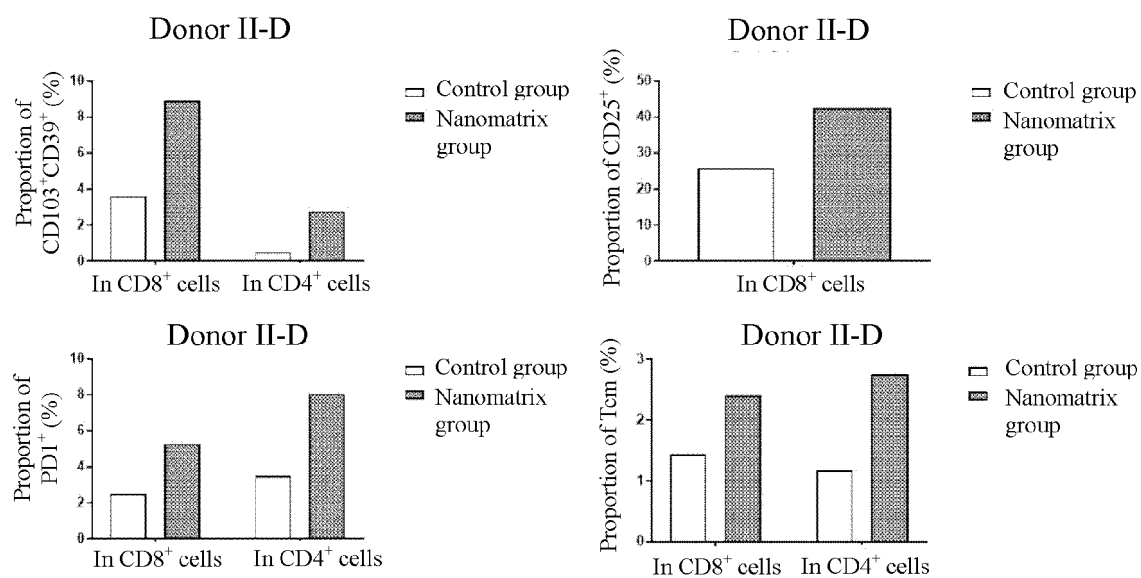 Donor II-D
Proportion of
CD103⁺CD39⁺ (%)
10
8
6
4
2
0
In CD8⁺ cells
In CD4⁺ cells
Control group
Nanomatrix
group
Donor II-D
Proportion of CD25⁺ (%)
50
40
30
20
10
0
In CD8⁺ cells
Control group
Nanomatrix
group
Donor II-D
Proportion of
PD1⁺ (%)
10
8
6
4
2
0
In CD8⁺ cells
In CD4⁺ cells
Control group
Nanomatrix
group
Donor II-D
Proportion of Tcm (%)
3
2
1
0
In CD8⁺ cells
In CD4⁺ cells
Control group
Nanomatrix
group